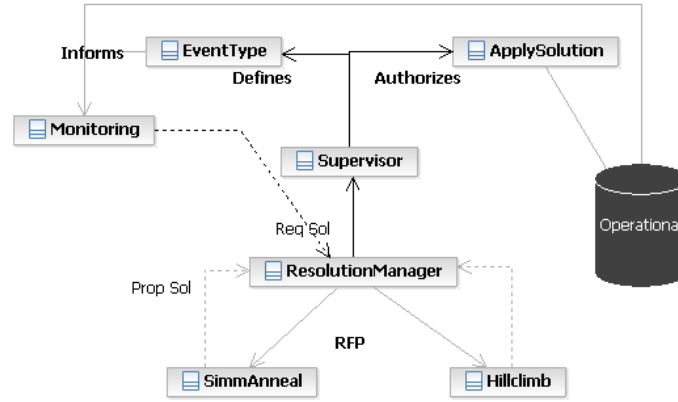 Informs
EventType
ApplySolution
Defines
Authorizes
Monitoring
Supervisor
Operationa
Req Sol
ResolutionManager
Prop Sol
RFP
SimmAnneal
Hillclimb